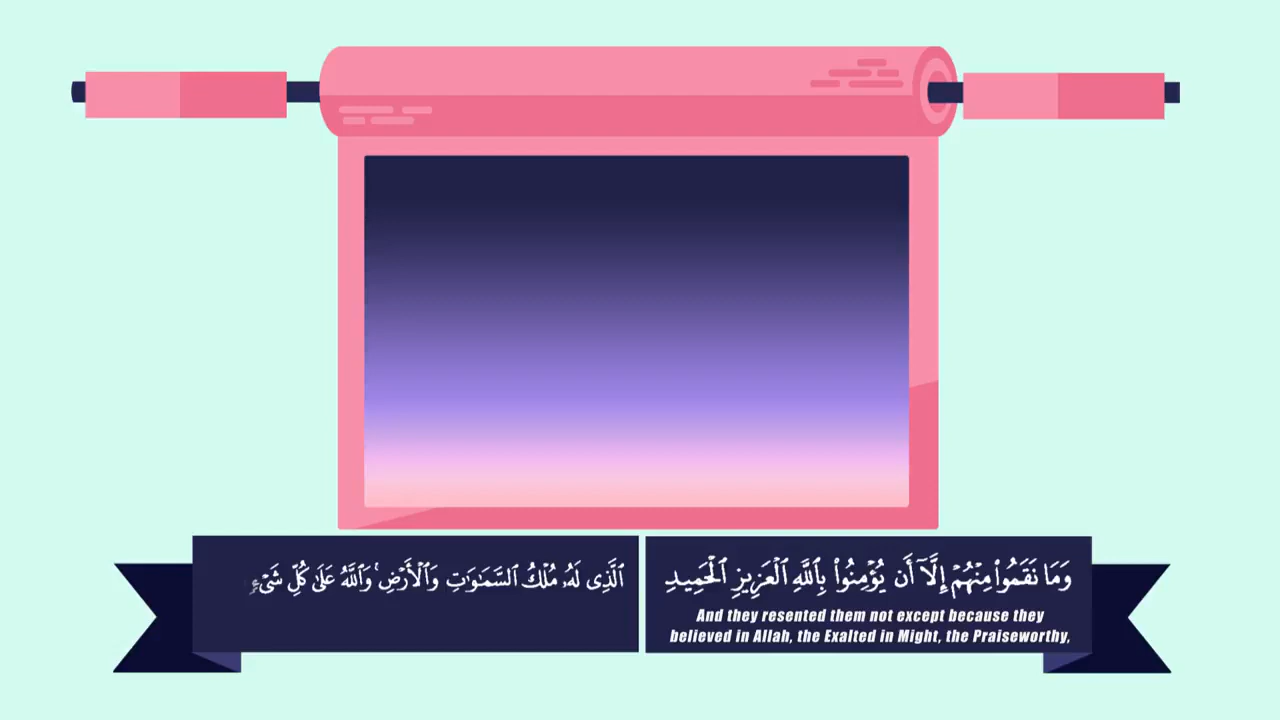 وَمَا نَقَمُوا۟ مِنْهُمْ إِلَّآ أَن يُؤْمِنُوا۟ بِٱللَّهِ ٱلْعَزِيزِ ٱلْحَمِيدِ
And they resented them not except because they
believed in Allah, the Exalted in Might, the Praiseworthy,
ٱلَّذِى لَهُۥ مُلْكُ ٱلسَّمَـٰوَٰتِ وَٱلْأَرْضِ ۚ وَٱللَّهُ عَلَىٰ كُلِّ شَىْءٍ